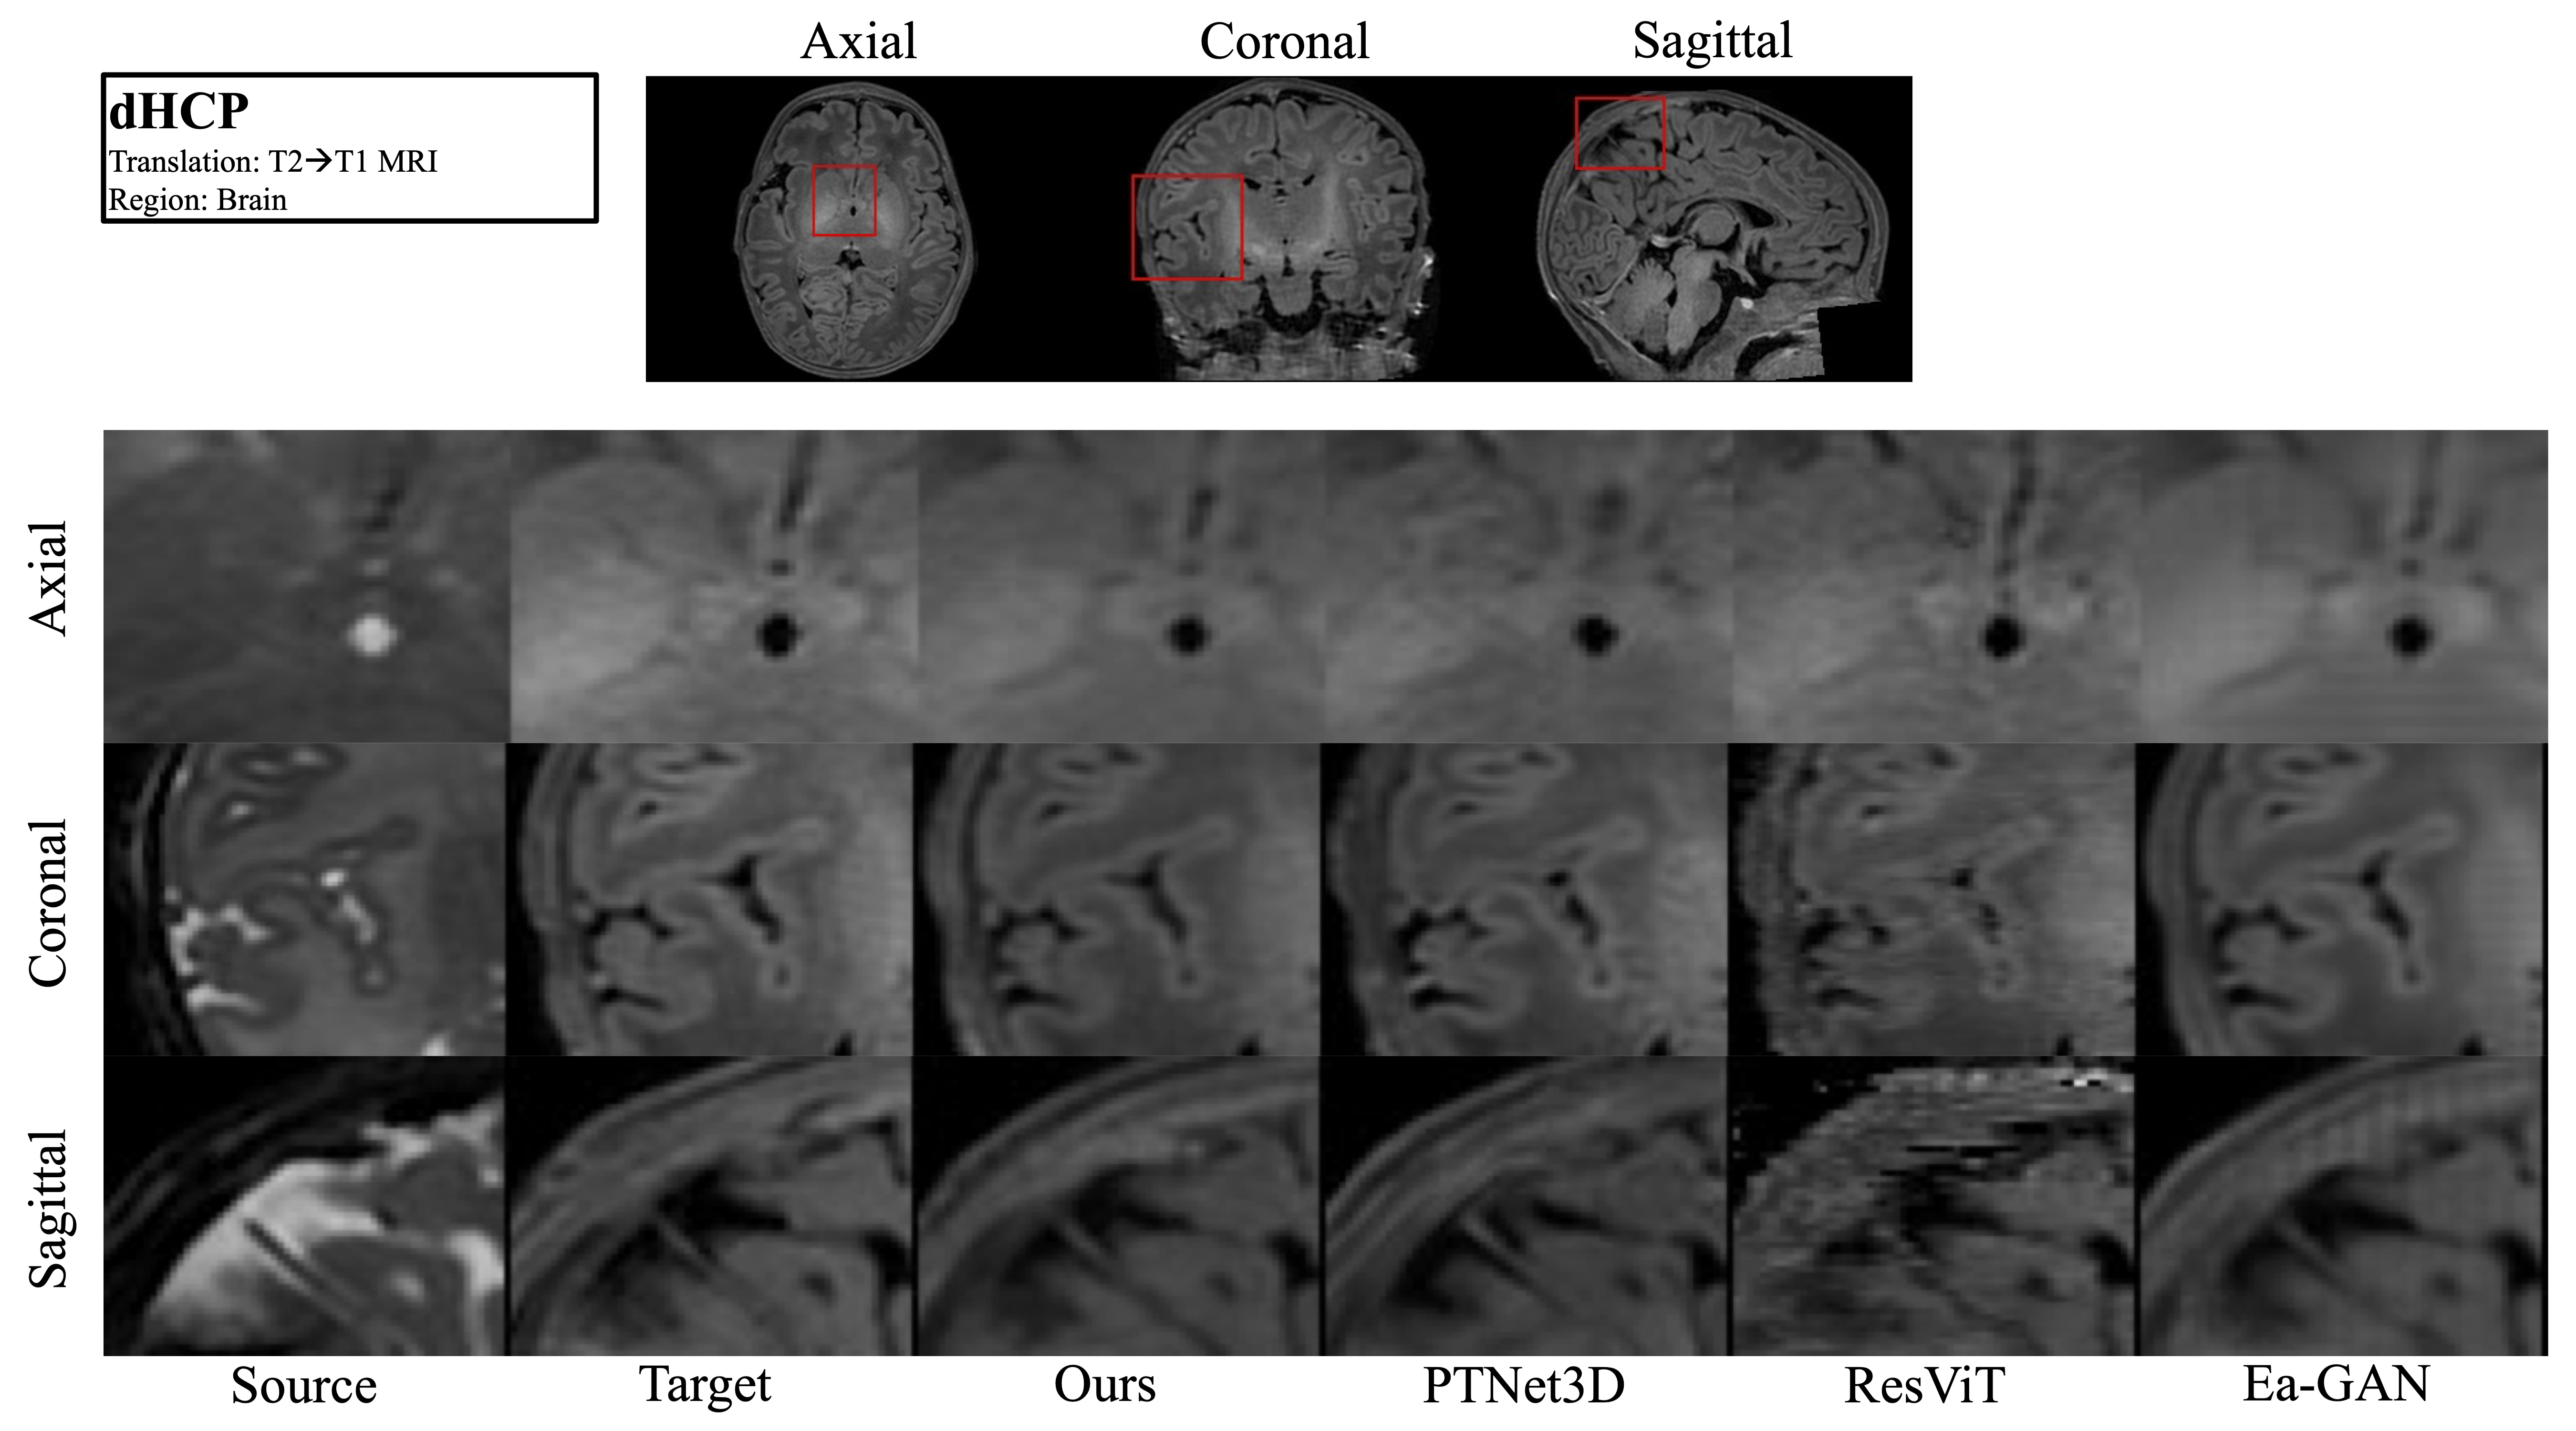 Axial
Coronal
Sagittal
dHCP
Translation: T2→T1 MRI
Region: Brain
Axial
Coronal
Sagittal
Source
Target
Ours
PTNet3D
ResViT
Ea-GAN